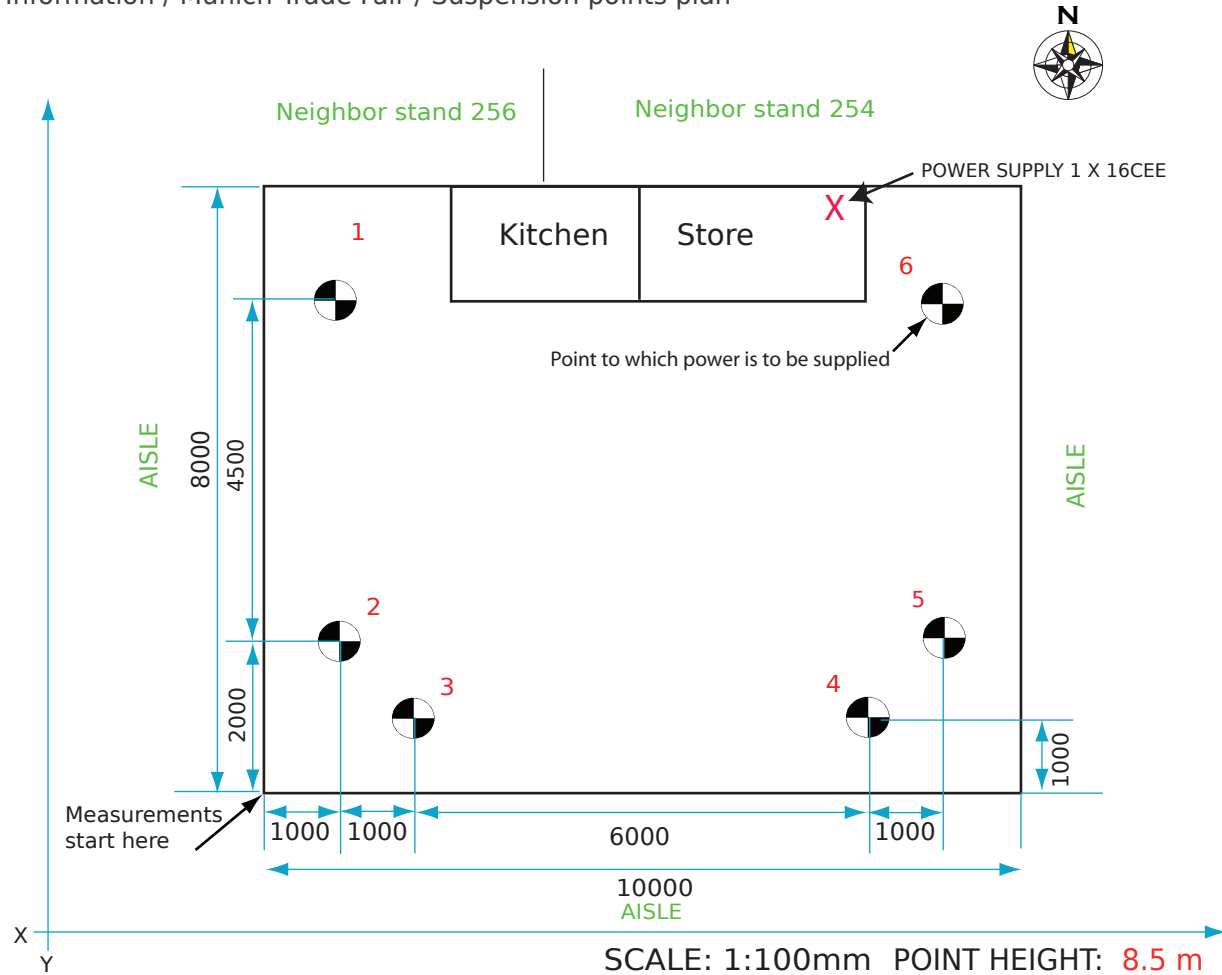 Information / Munich Trade Fair / Suspension points plan
N
Neighbor stand 256
Neighbor stand 254
POWER SUPPLY 1 X 16CEE
X
Kitchen
Store
1
6
Point to which power is to be supplied
AISLE
8000
4500
AISLE
2
5
3
4
2000
1000
Measurements
start here
1000
1000
6000
1000
10000
AISLE
X
Y
SCALE: 1:100mm POINT HEIGHT: 8.5 m